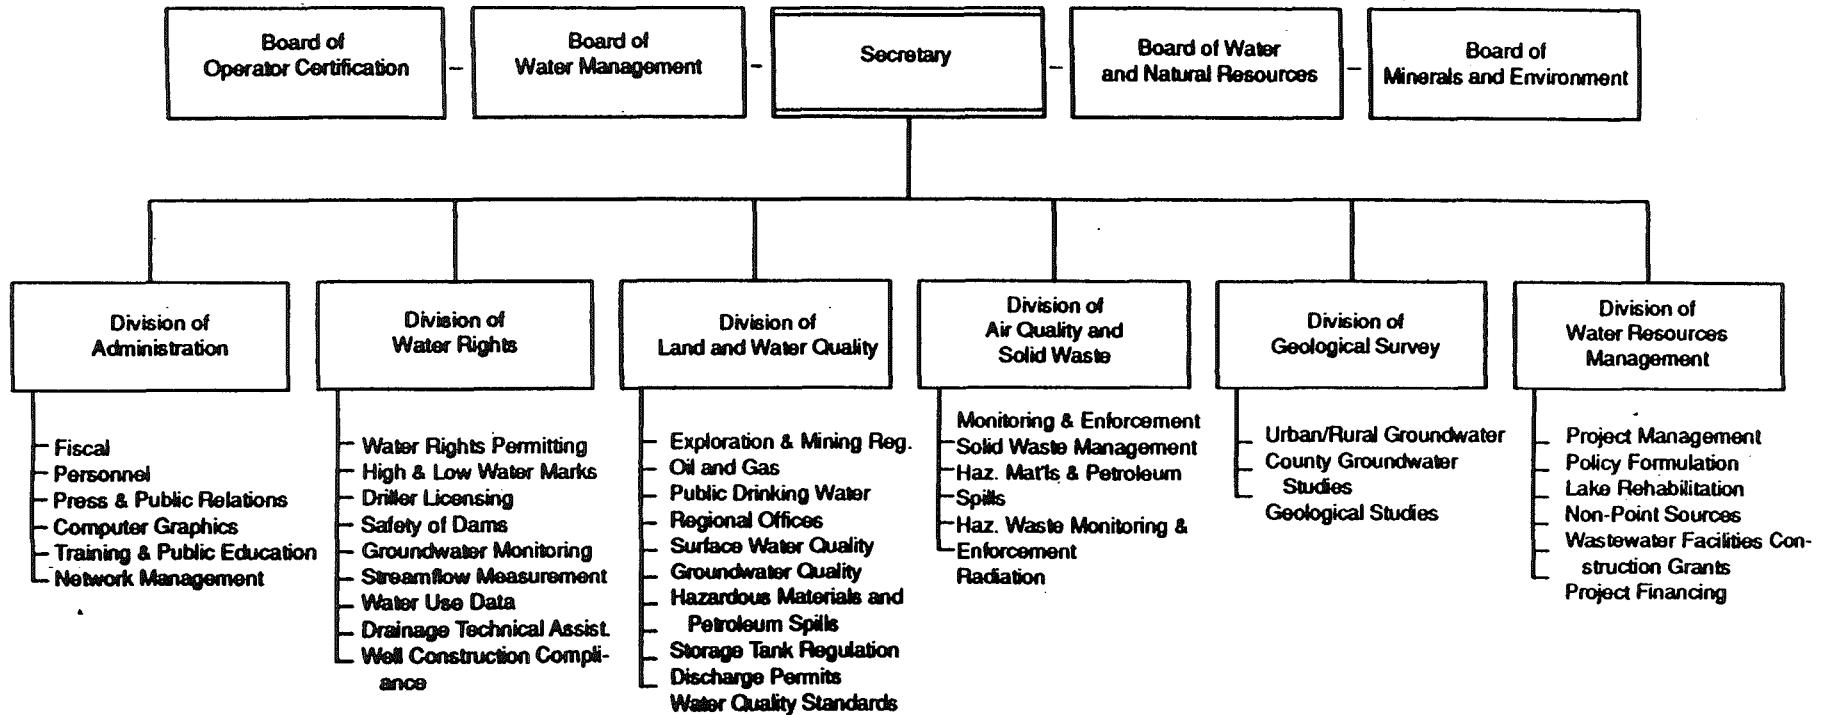 Board of
Operator Certification
Board of
Water Management
Secretary
Board of Water
and Natural Resources
Board of
Minerals and Environment
Division of
Administration
Fiscal
Personnel
Press & Public Relations
Computer Graphics
Training & Public Education
Network Management
Division of
Water Rights
Water Rights Permitting
High & Low Water Marks
Driller Licensing
Safety of Dams
Groundwater Monitoring
Streamflow Measurement
Water Use Data
Drainage Technical Assist.
Well Construction Compli-
ance
Division of
Land and Water Quality
Exploration & Mining Reg.
Oil and Gas
Public Drinking Water
Regional Offices
Surface Water Quality
Groundwater Quality
Hazardous Materials and
Petroleum Spills
Storage Tank Regulation
Discharge Permits
Water Quality Standards
Division of
Air Quality and
Solid Waste
Monitoring & Enforcement
Solid Waste Management
Haz. Mat'ls & Petroleum
Spills
Haz. Waste Monitoring &
Enforcement
Radiation
Division of
Geological Survey
Urban/Rural Groundwater
County Groundwater
Studies
Geological Studies
Division of
Water Resources
Management
Project Management
Policy Formulation
Lake Rehabilitation
Non-Point Sources
Wastewater Facilities Con-
struction Grants
Project Financing